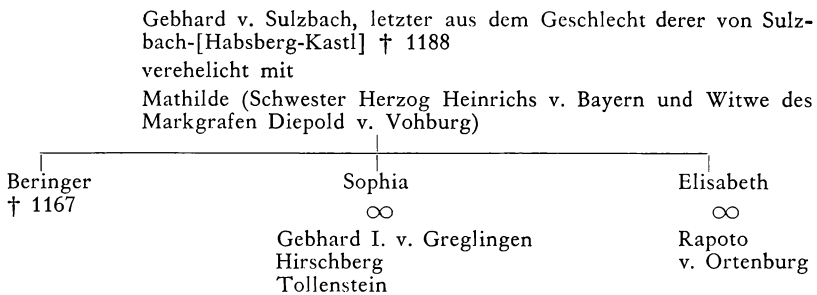 Gebhard v. Sulzbach, letzter aus dem Geschlecht derer von Sulz-
bach-[Habsberg-Kastl] † 1188
verehelicht mit
Mathilde (Schwester Herzog Heinrichs v. Bayern und Witwe des
Markgrafen Diepold v. Vohburg)
Beringer Sophia Elisabeth
† 1167 ∞ ∞
Gebhard I. v. Greglingen Rapoto
Hirschberg v. Ortenburg
Tollenstein